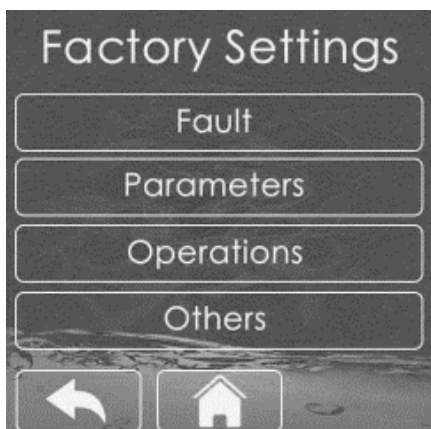 Factory Settings
Fault
Parameters
Operations
Others